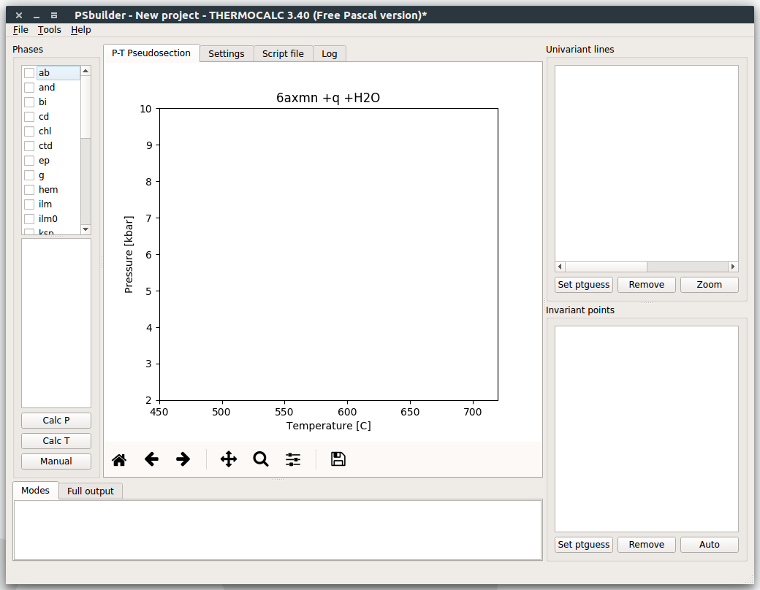 PSbuilder - New project - THERMOCALC 3.40 (Free Pascal version)*
File Tools Help
Phases
ab
and
bi
cd
chl
ctd
ep
g
hem
ilm
ilm0
ksp
Calc P
Calc T
Manual
P-T Pseudosection Settings Script file Log
6axmn +q +H2O
10
9
8
7
6
5
4
3
2
Pressure [kbar]
450 500 550 600 650 700
Temperature [C]
Modes Full output
Univariant lines
Set ptguess Remove Zoom
Invariant points
Set ptguess Remove Auto